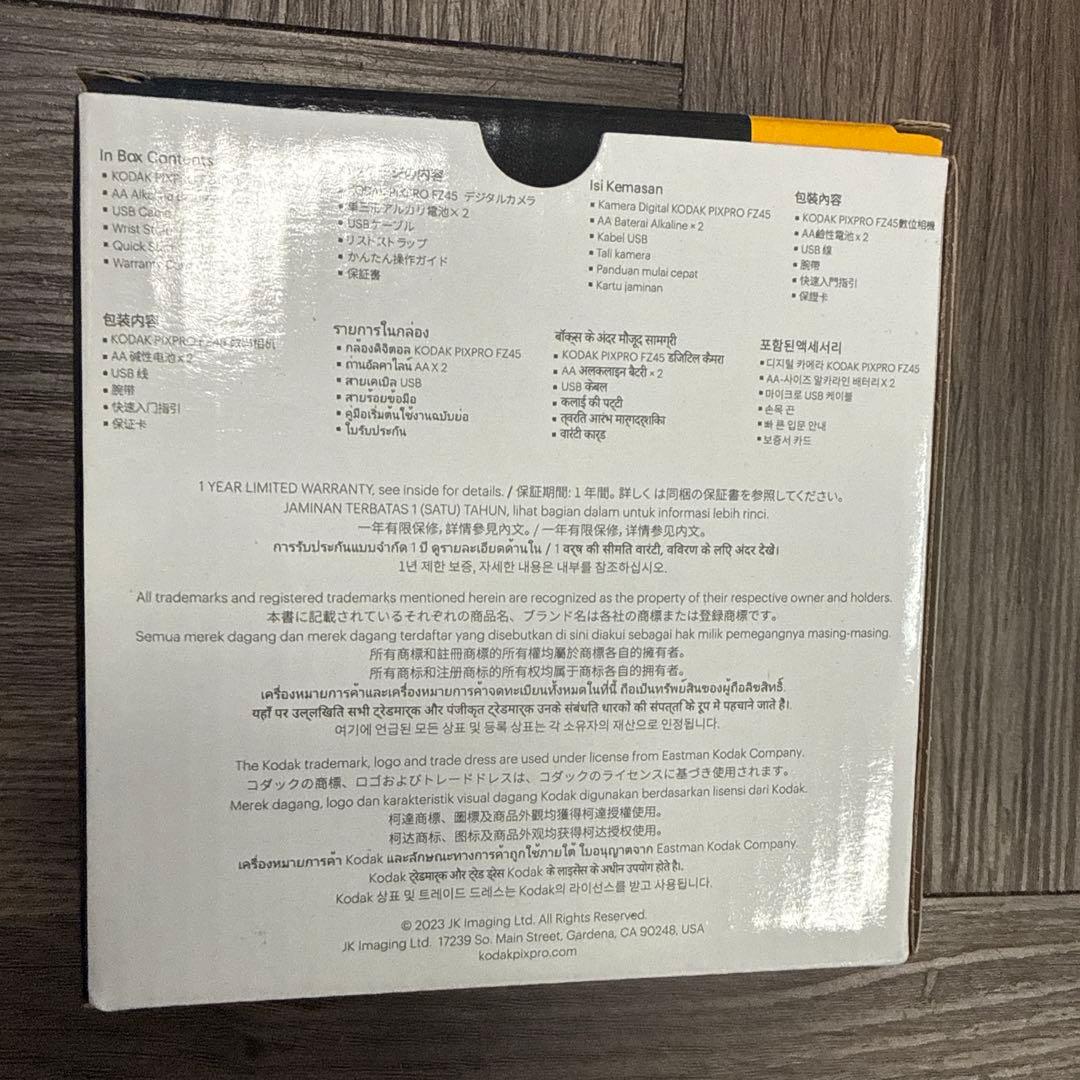 In Box Contents
KODAK
AA
USB
Wrist
Quick
Warranty
の内容
PIXPRO FZ45 デジタルカメラ
単三形アルカリ電池×2
USBケーブル
リストストラップ
かんたん操作ガイド
保証書
Isi Kemasan
Kamera Digital KODAK PIXPRO FZ45
AA Baterai Alkaline × 2
Kabel USB
Tali kamera
Panduan mulai cepat
Kartu jaminan
包裝內容
KODAK PIXPRO FZ45數位相機
AA鹼性電池 x 2
USB 線
腕帶
快速入門指引
保證卡
包装内容
KODAK PIXPRO FZ45 数码相机
AA 碱性电池 x 2
USB 线
腕带
快速入门指引
保证卡
รายการในกล่อง
กล้องดิจิตอล KODAK PIXPRO FZ45
ถ่านอัลคาไลน์ AA X 2
สายเคเบิล USB
สายร้อยข้อมือ
คู่มือเริ่มต้นใช้งานฉบับย่อ
ใบรับประกัน
बॉक्स के अंदर मौजूद सामग्री
KODAK PIXPRO FZ45 डजिटिल कैमरा
AA अलकलाइन बैटरी × 2
USB केबल
कलाई की पट्टी
त्वरति आरंभ मार्गदर्शिका
वारंटी कार्ड
포함된액세서리
디지털 카메라 KODAK PIXPRO FZ45
AA-사이즈 알카라인 배터리 X 2
마이크로 USB 케이블
손목 끈
빠른 입문 안내
보증서 카드
1 YEAR LIMITED WARRANTY, see inside for details. / 保証期間: 1 年間。詳しくは同梱の保証書を参照してください。
JAMINAN TERBATAS 1 (SATU) TAHUN, lihat bagian dalam untuk informasi lebih rinci.
一年有限保修，詳情參見內文。/ 一年有限保修，详情参见内文。
การรับประกันแบบจำกัด 1 ปี ดูรายละเอียดด้านใน / 1 वर्ष की सीमति वारंटी, वविरण के लिए अंदर देखें।
1년 제한 보증, 자세한 내용은 내부를 참조하십시오.
All trademarks and registered trademarks mentioned herein are recognized as the property of their respective owner and holders.
本書に記載されているそれぞれの商品名、ブランド名は各社の商標または登録商標です。
Semua merek dagang dan merek dagang terdaftar yang disebutkan di sini diakui sebagai hak milik pemegangnya masing-masing.
所有商標和註冊商標的所有權均屬於商標各自的擁有者。
所有商标和注册商标的所有权均属于商标各自的拥有者。
เครื่องหมายการค้าและเครื่องหมายการค้าจดทะเบียนทั้งหมดในที่นี้ ถือเป็นทรัพย์สินของผู้ถือลิขสิทธิ์.
यहाँ पर उल्लखिति सभी ट्रेडमार्क और पंजीकृत ट्रेडमार्क उनके संबंधति धारकों की संपत्त कि रूप में पहचाने जाते है।.
여기에 언급된 모든 상표 및 등록 상표는 각 소유자의 재산으로 인정됩니다.
The Kodak trademark, logo and trade dress are used under license from Eastman Kodak Company.
コダックの商標、ロゴおよびトレードドレスは、コダックのライセンスに基づき使用されます。
Merek dagang, logo dan karakteristik visual dagang Kodak digunakan berdasarkan lisensi dari Kodak.
柯達商標、圖標及商品外觀均獲得柯達授權使用。
柯达商标、图标及商品外观均获得柯达授权使用。
เครื่องหมายการค้า Kodak และลักษณะทางการค้าถูกใช้ภายใต้ ใบอนุญาตจาก Eastman Kodak Company.
Kodak ट्रेडमार्क और ट्रेड ड्रेस Kodak के लाइसेंस के अधीन उपयोग होते है।.
Kodak 상표 및 트레이드 드레스는 Kodak의 라이선스를 받고 사용됩니다.
© 2023 JK Imaging Ltd. All Rights Reserved.
JK Imaging Ltd. 17239 So. Main Street, Gardena, CA 90248, USA
kodakpixpro.com